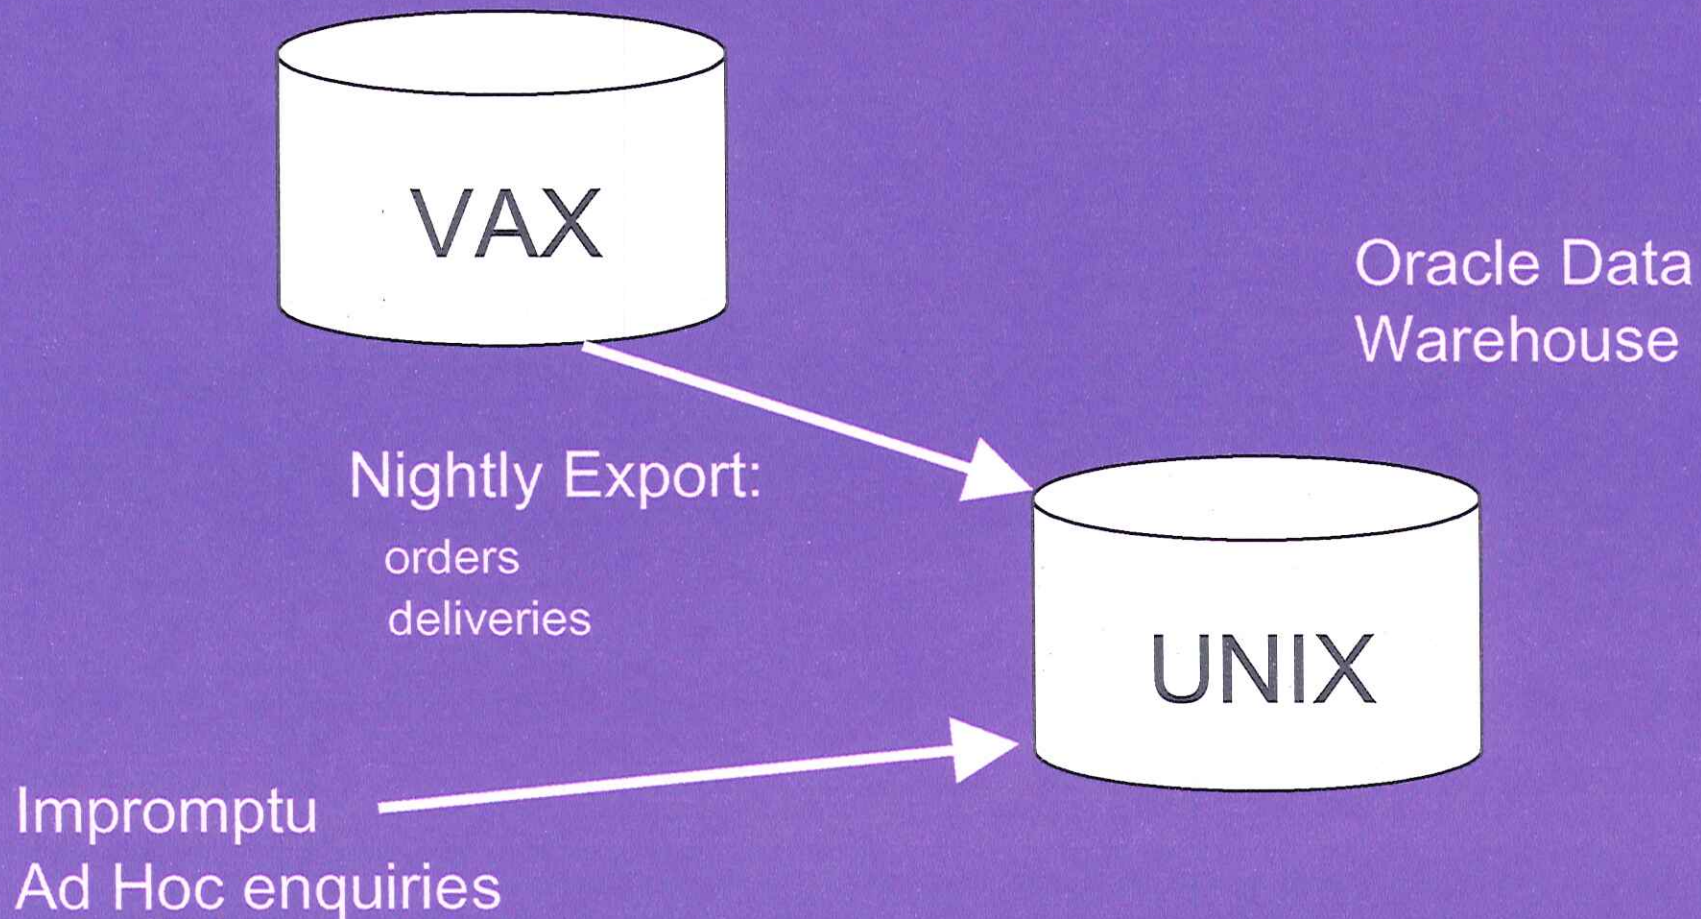 VAX
Oracle Data
Warehouse
Nightly Export:
orders
deliveries
UNIX
Impromptu
Ad Hoc enquiries